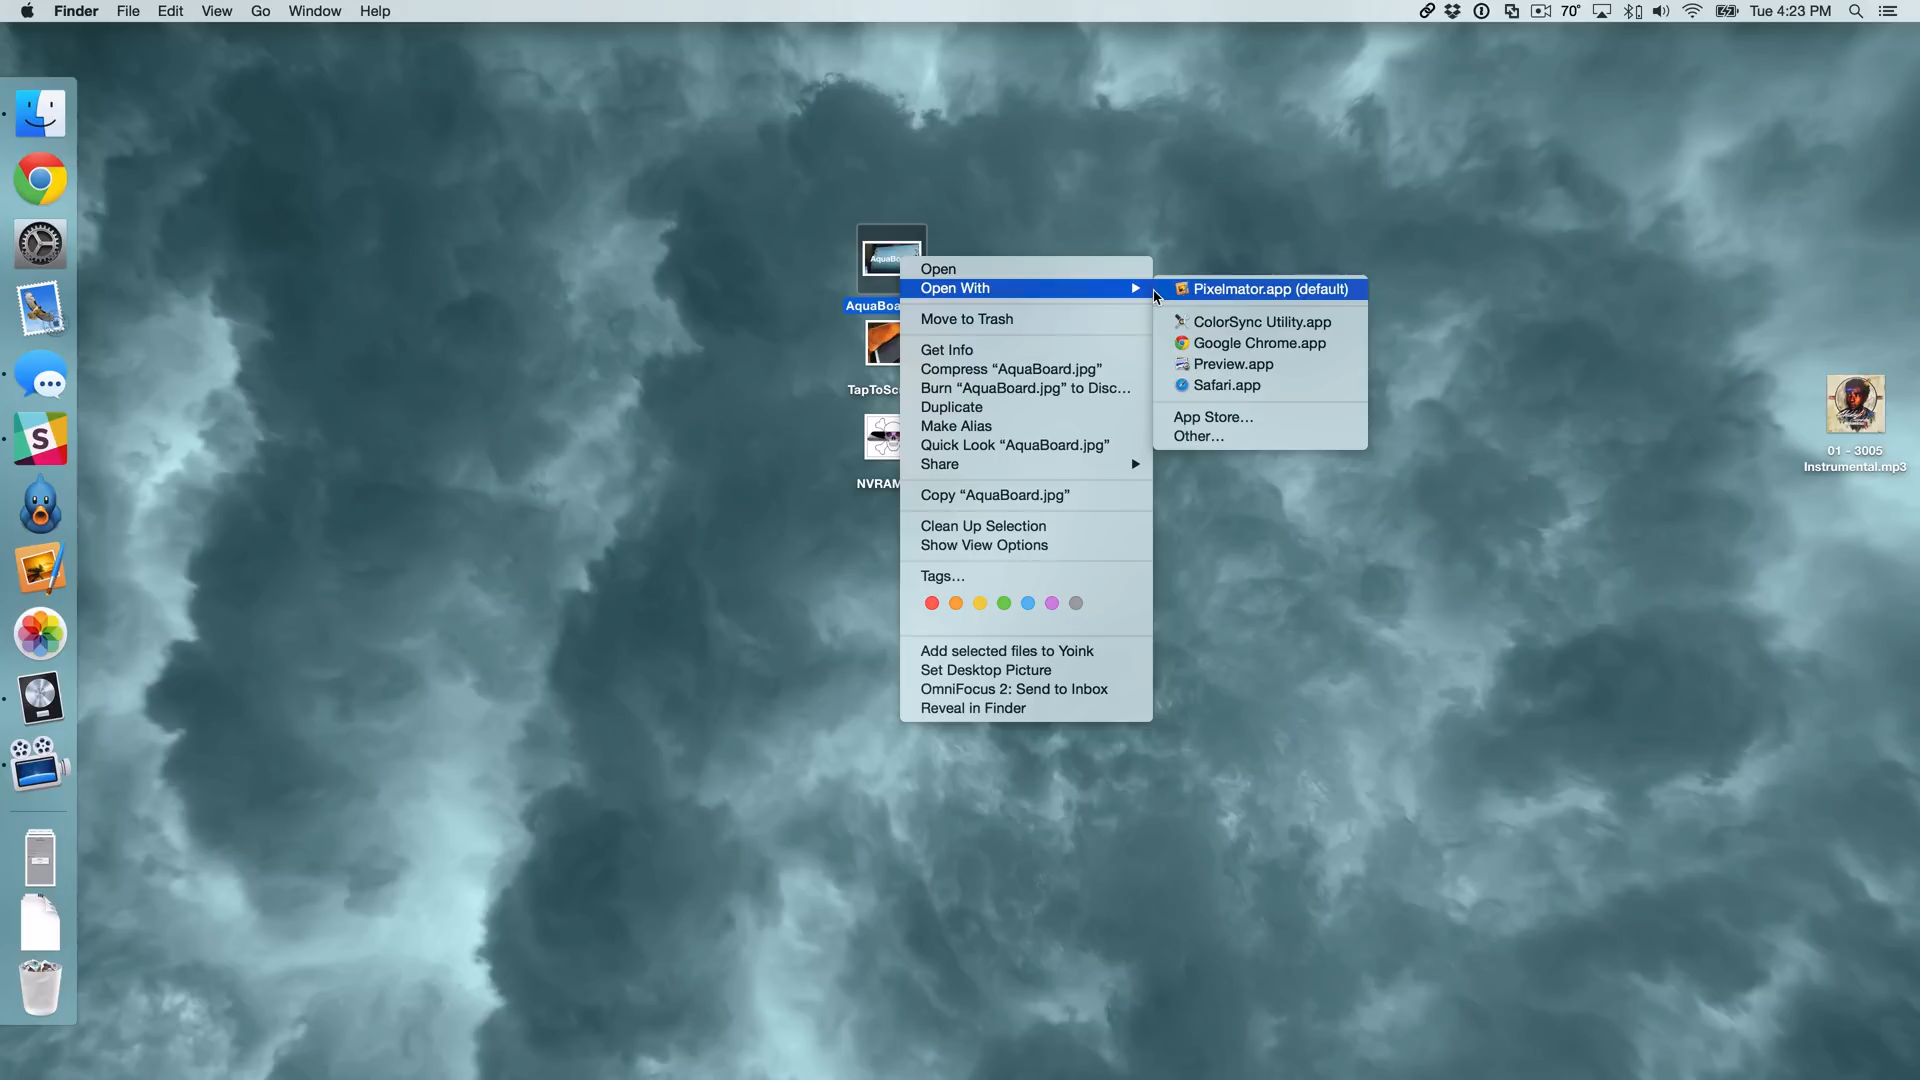 Finder File Edit View Go Window Help
70° Tue 4:23 PM
AquaBoa
TapToSc
NVRAM
Open
Open With
Move to Trash
Get Info
Compress “AquaBoard.jpg”
Burn “AquaBoard.jpg” to Disc...
Duplicate
Make Alias
Quick Look “AquaBoard.jpg”
Share
Copy “AquaBoard.jpg”
Clean Up Selection
Show View Options
Tags...
Add selected files to Yoink
Set Desktop Picture
OmniFocus 2: Send to Inbox
Reveal in Finder
Pixelmator.app (default)
ColorSync Utility.app
Google Chrome.app
Preview.app
Safari.app
App Store...
Other...
01 - 3005
Instrumental.mp3